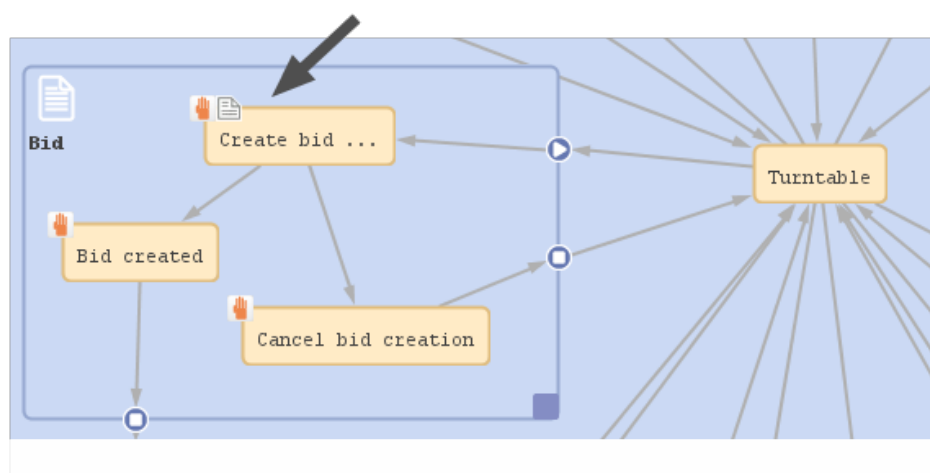 Bid
Create bid ...
Turntable
Bid created
Cancel bid creation